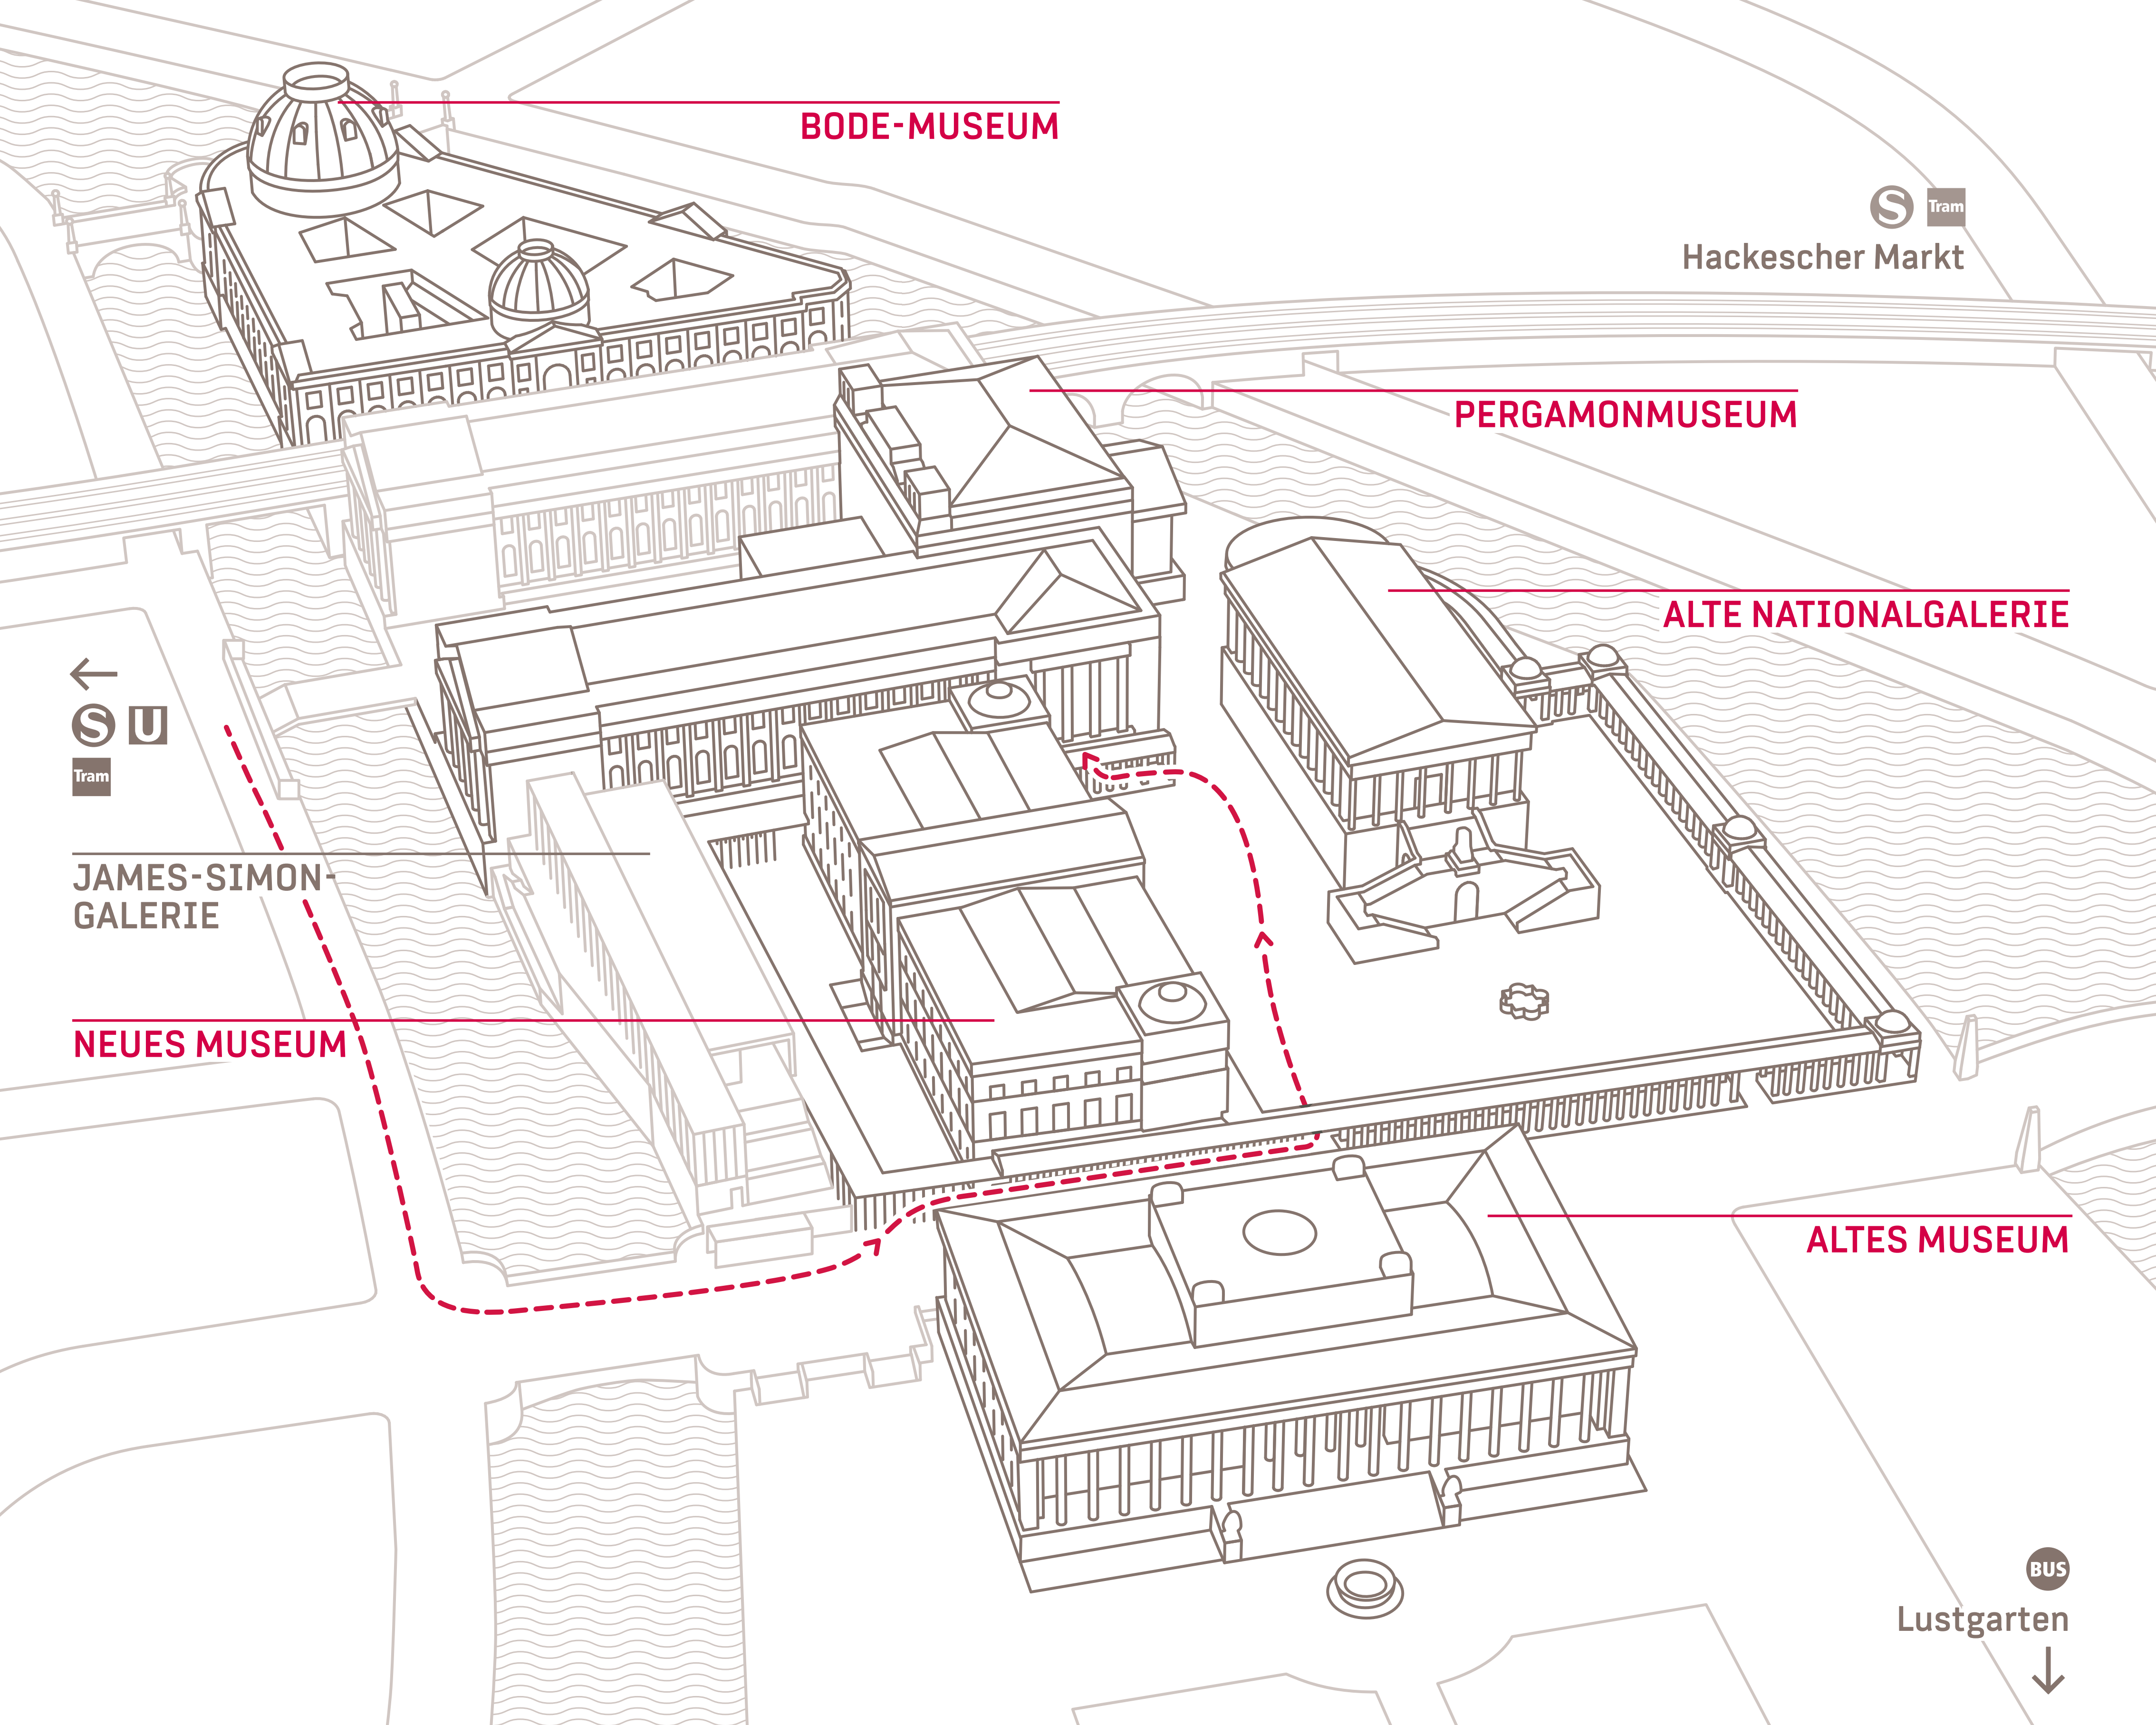 BODE-MUSEUM
S Tram
Hackescher Markt
PERGAMONMUSEUM
ALTE NATIONALGALERIE
S U
Tram
JAMES-SIMON-
GALERIE
NEUES MUSEUM
ALTES MUSEUM
BUS
Lustgarten